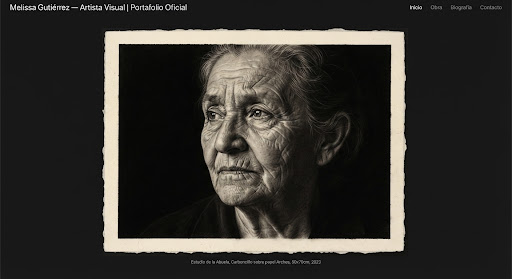 Melissa Gutiérrez — Artista Visual | Portafolio Oficial
Inicio Obra Biografía Contacto
Estudio de la Abuela, Carboncillo sobre papel Arches, 50x70cm, 2023